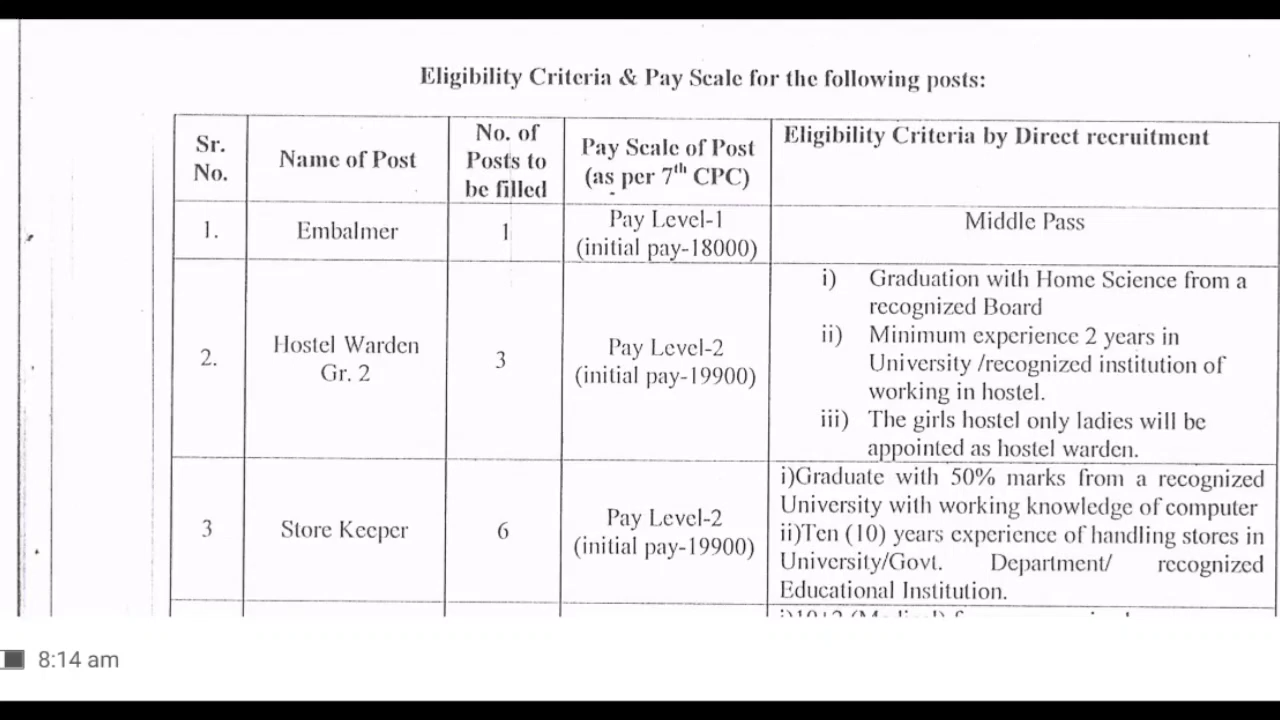 Eligibility Criteria & Pay Scale for the following posts:
Sr. No.
Name of Post
No. of Posts to be filled
Pay Scale of Post (as per 7th CPC)
Eligibility Criteria by Direct recruitment
1.
Embalmer
1
Pay Level-1
(initial pay-18000)
Middle Pass
2.
Hostel Warden
Gr. 2
3
Pay Level-2
(initial pay-19900)
i) Graduation with Home Science from a
recognized Board
ii) Minimum experience 2 years in
University /recognized institution of
working in hostel.
iii) The girls hostel only ladies will be
appointed as hostel warden.
3
Store Keeper
6
Pay Level-2
(initial pay-19900)
i)Graduate with 50% marks from a recognized
University with working knowledge of computer
ii)Ten (10) years experience of handling stores in
University/Govt. Department/ recognized
Educational Institution.
8:14 am